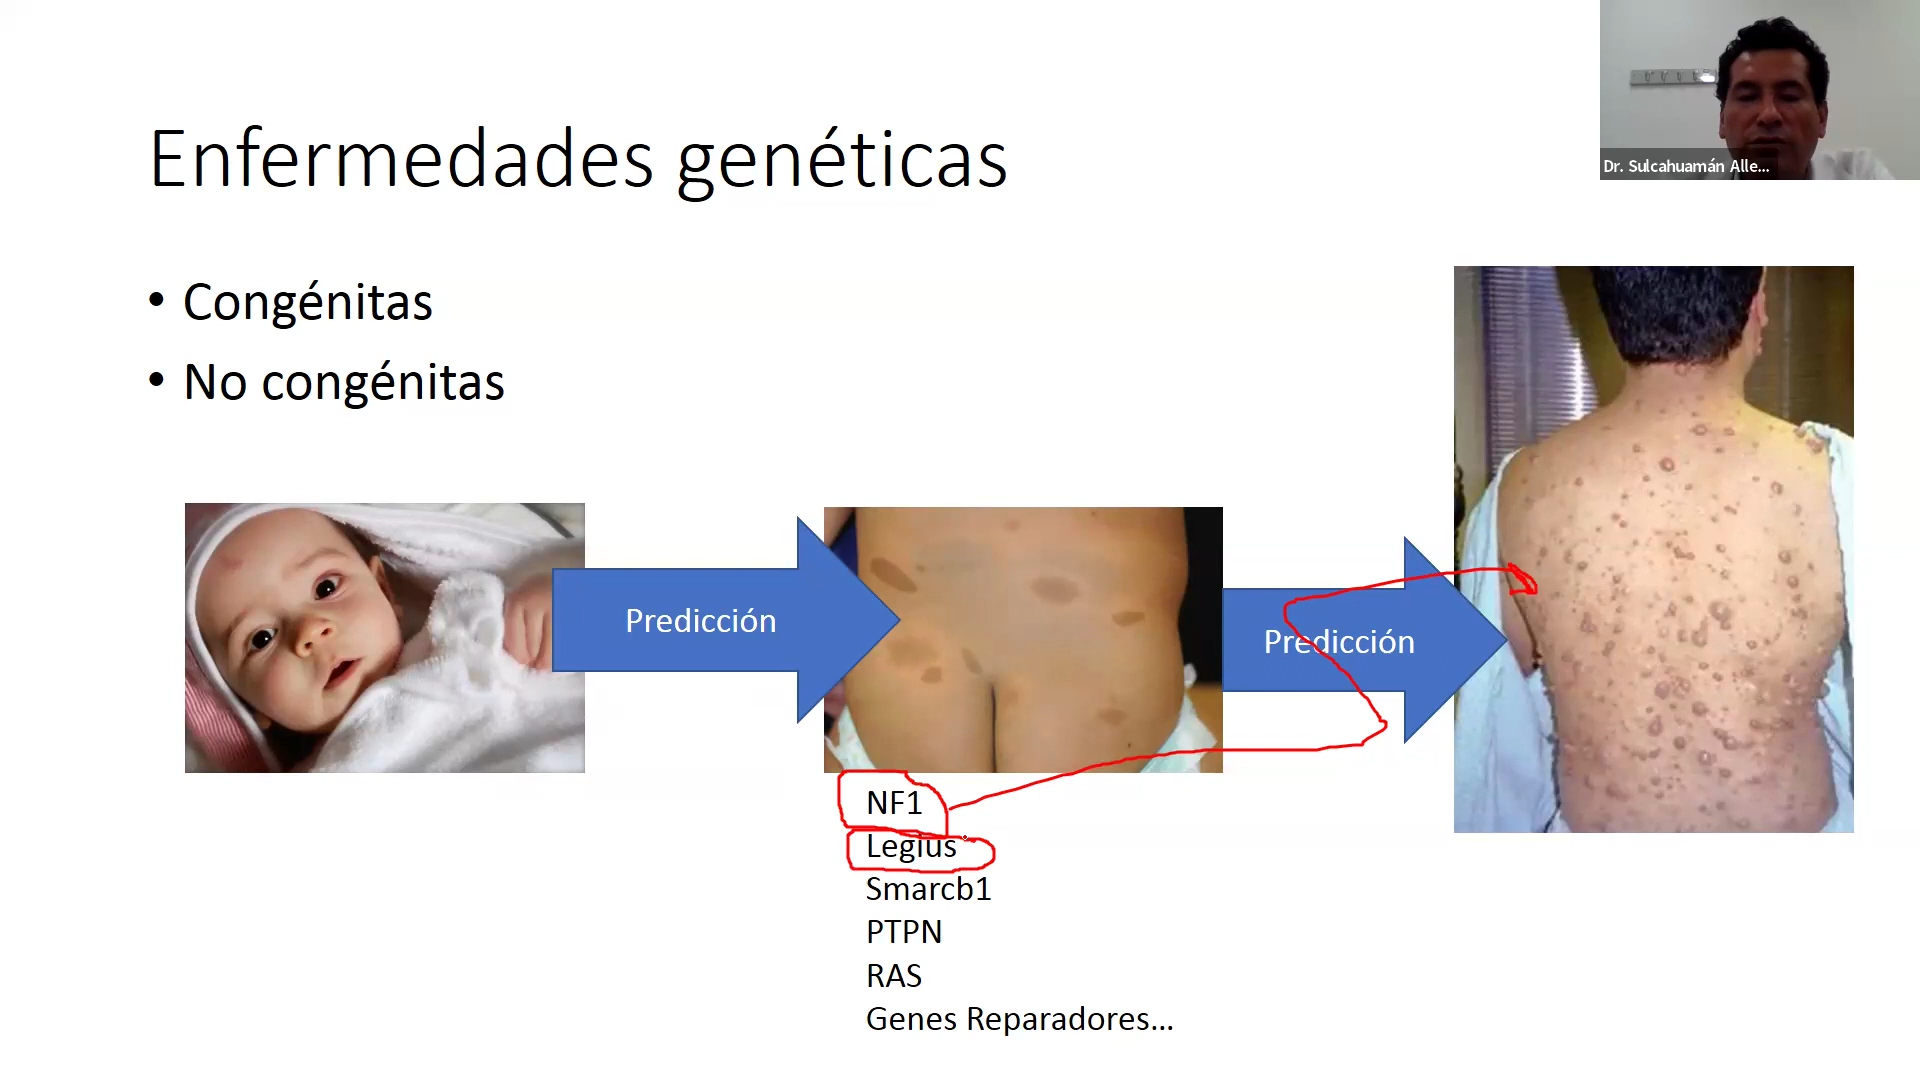 Enfermedades genéticas
Dr. Sulcahuamán Alle...
• Congénitas
• No congénitas
Predicción
Predicción
NF1
Legius
Smarcb1
PTPN
RAS
Genes Reparadores...